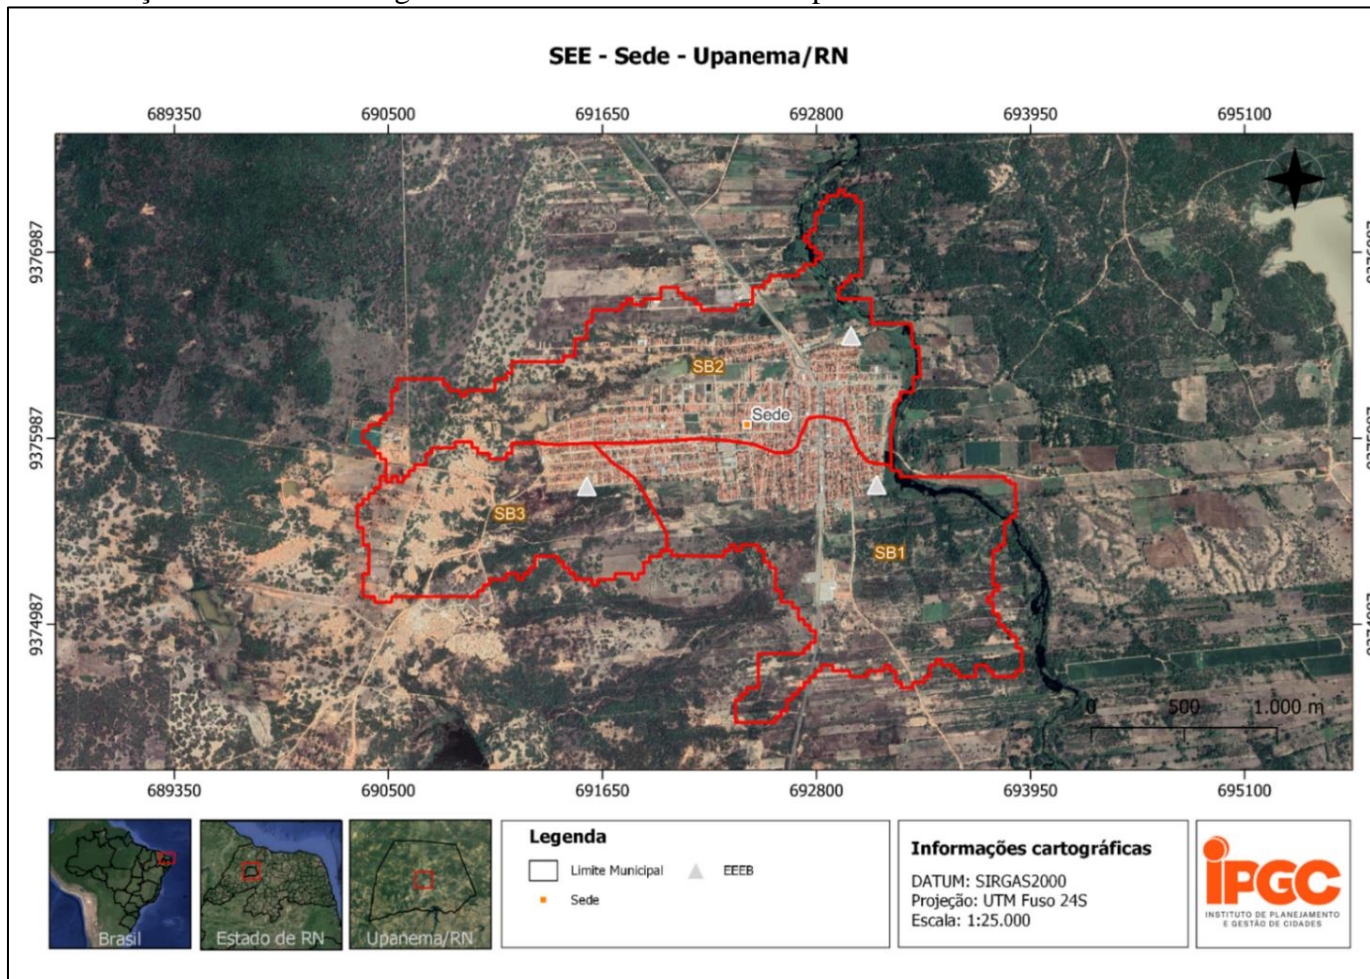 SEE - Sede - Upanema/RN
689350 690500 691650 692800 693950 695100
9376987
9375987
9374987
SB2
Sede
SB3
SB1
0 500 1.000 m
689350 690500 691650 692800 693950 695100
Brasil
Estado de RN
Upanema/RN
Legenda
Limite Municipal
EEEB
Sede
Informações cartográficas
DATUM: SIRGAS2000
Projeção: UTM Fuso 24S
Escala: 1:25.000
IPGC
INSTITUTO DE PLANEJAMENTO
E GESTÃO DE CIDADES